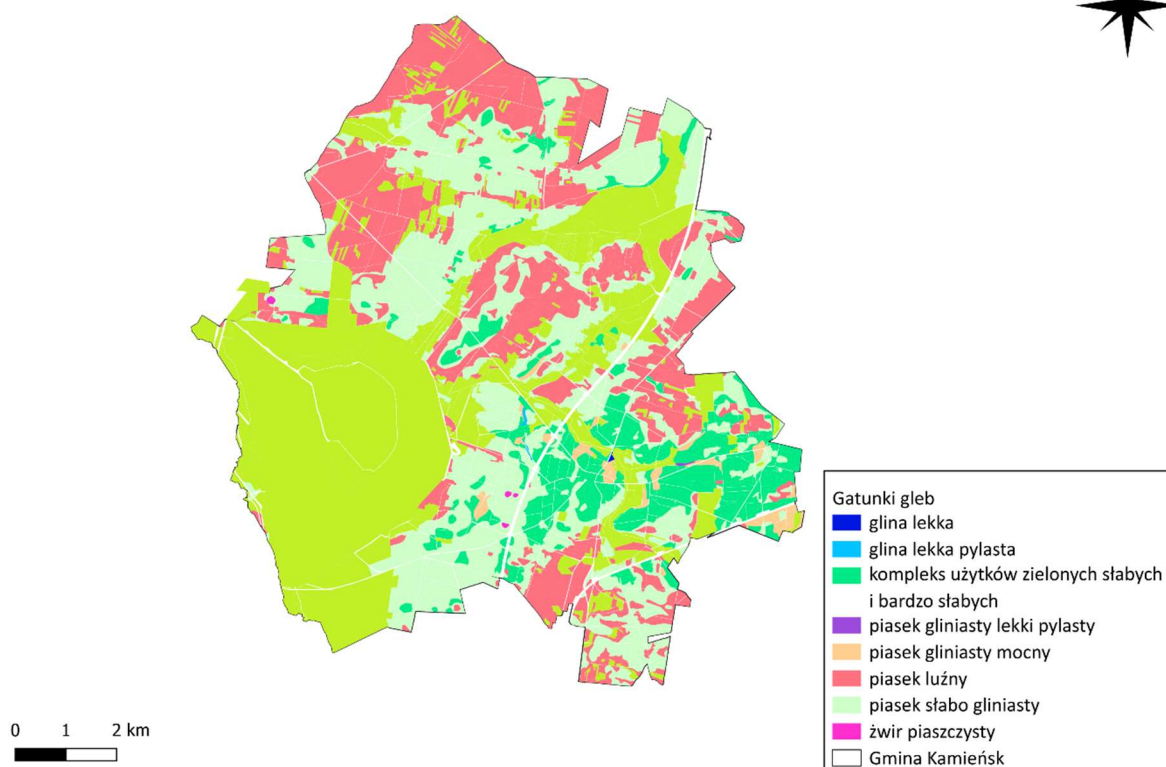 Gatunki gleb
glina lekka
glina lekka pylasta
kompleks użytków zielonych słabych
i bardzo słabych
piasek gliniasty lekki pylasty
piasek gliniasty mocny
piasek luźny
piasek słabo gliniasty
żwir piaszczysty
Gmina Kamieńsk
0 1 2 km